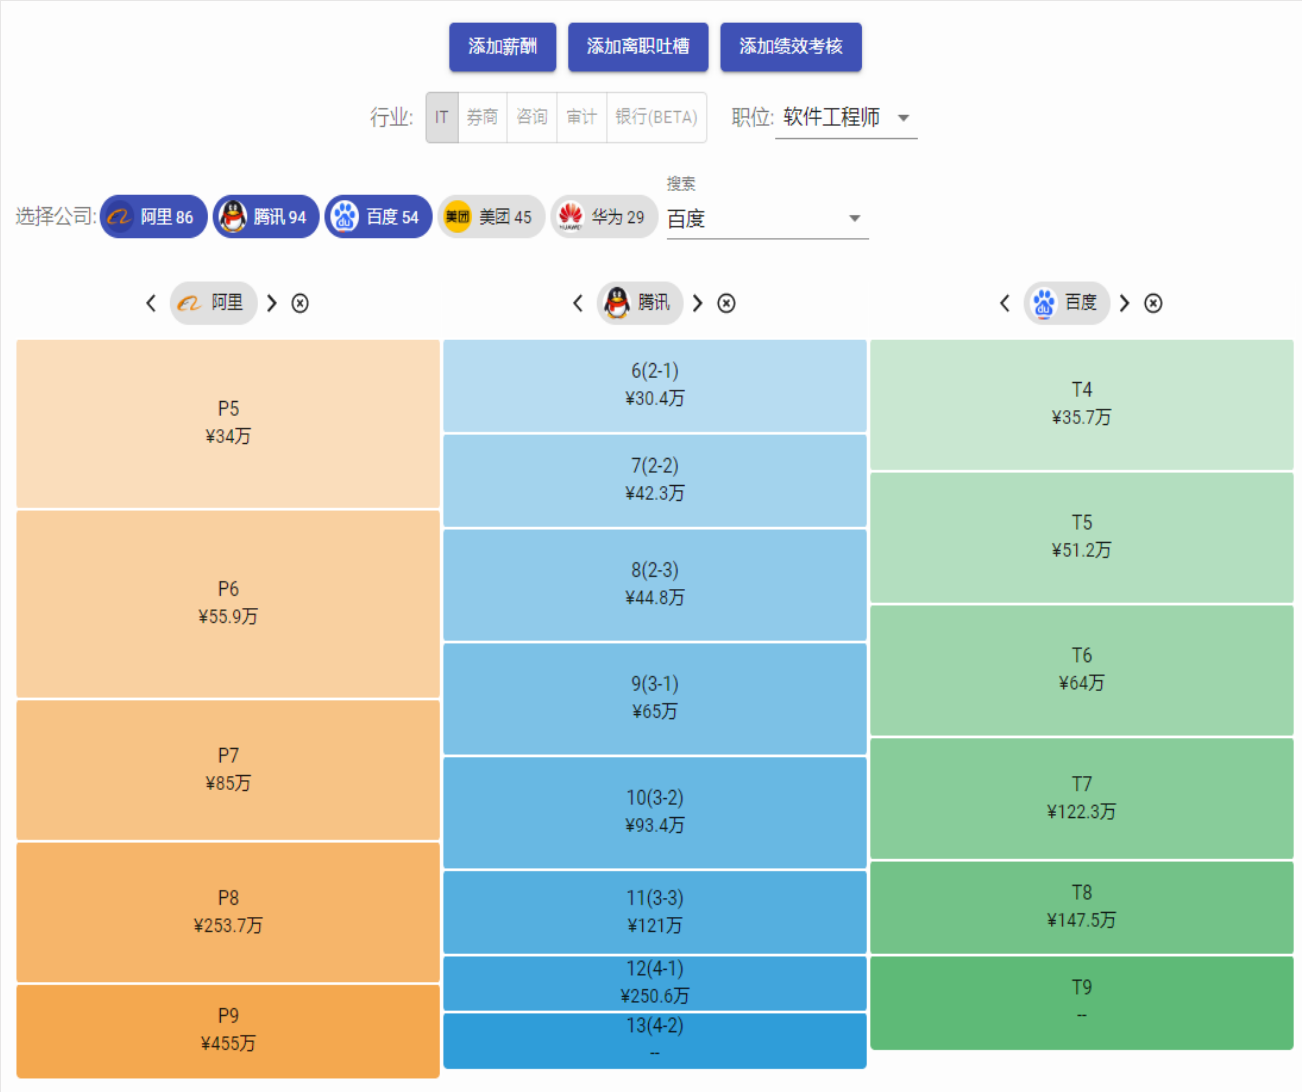 添加薪酬 添加离职吐槽 添加绩效考核
行业: IT 券商 咨询 审计 银行(BETA) 职位: 软件工程师
搜索
选择公司: 阿里 86 腾讯 94 du 百度 54 美团 美团 45 HUAWEI 华为 29 百度
阿里 腾讯 du 百度
P5
¥34万
P6
¥55.9万
P7
¥85万
P8
¥253.7万
P9
¥455万
6(2-1)
¥30.4万
7(2-2)
¥42.3万
8(2-3)
¥44.8万
9(3-1)
¥65万
10(3-2)
¥93.4万
11(3-3)
¥121万
12(4-1)
¥250.6万
13(4-2)
--
T4
¥35.7万
T5
¥51.2万
T6
¥64万
T7
¥122.3万
T8
¥147.5万
T9
--